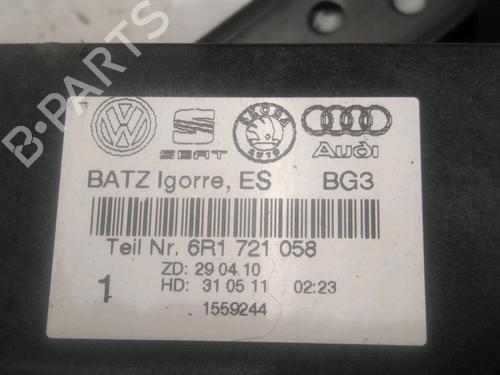 B-PARTS
SEAT
SKODA
AUTO
Audi
BATZ Igorre, ES BG3
Teil Nr. 6R1 721 058
ZD: 29 04 10
1 HD: 31 05 11 02:23
1559244